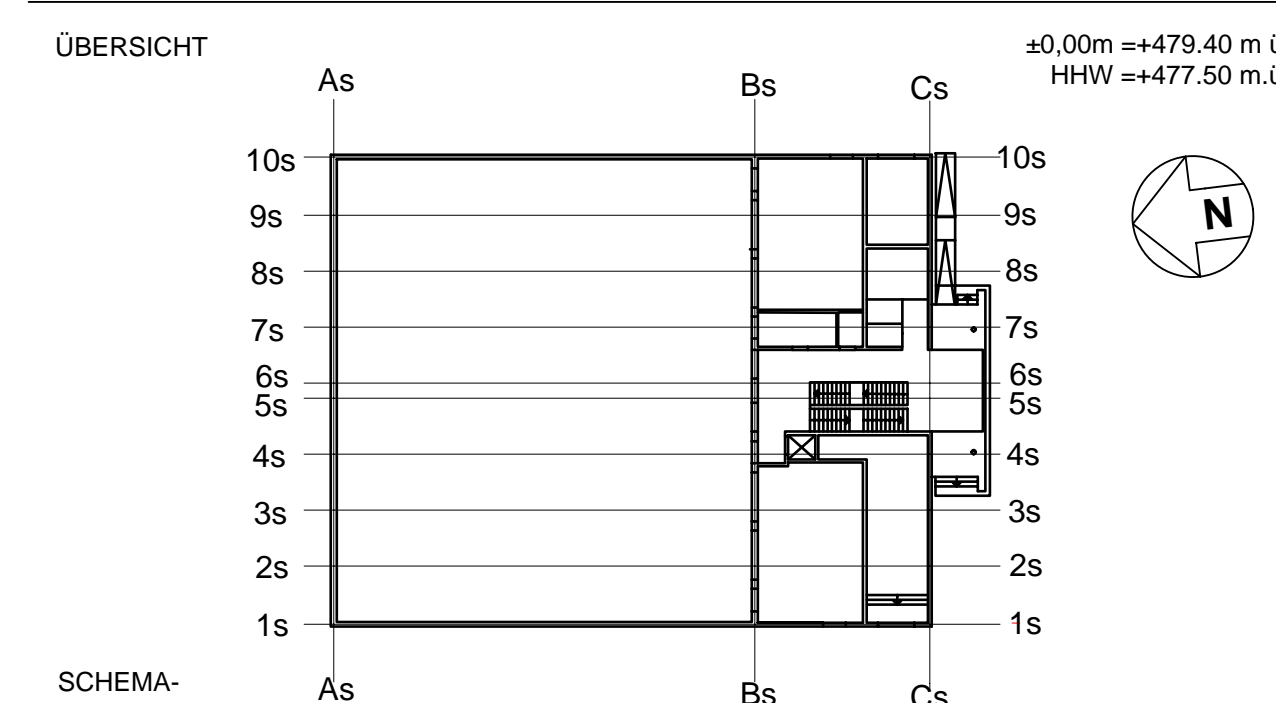 ÜBERSICHT
±0,00m =+479.40 m ü
HHW =+477.50 m.ü
As Bs Cs
10s 10s
9s 9s
N
8s 8s
7s 7s
6s 6s
5s 5s
4s 4s
3s 3s
2s 2s
1s 1s
SCHEMA-
As Bs Cs